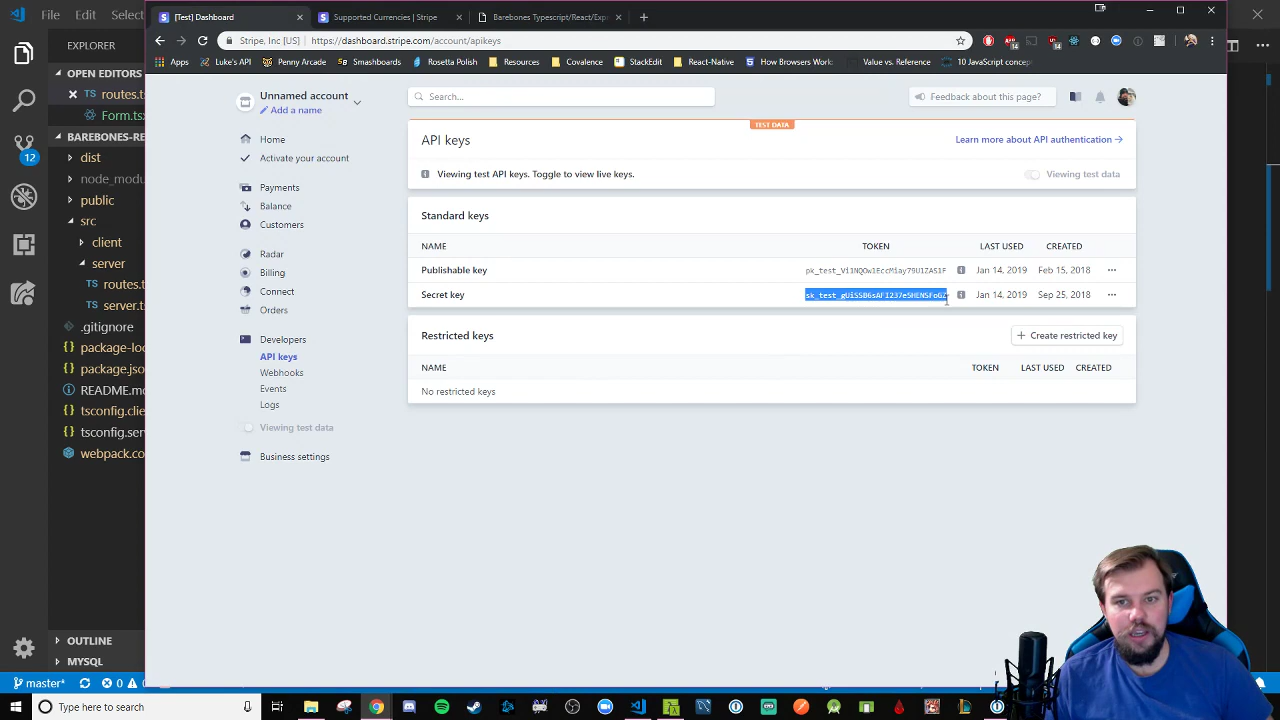 File Edit Select
[Test] Dashboard
Supported Currencies | Stripe
Barebones Typescript/React/Expr
Stripe, Inc [US] | https://dashboard.stripe.com/account/apikeys
Apps Luke's API Penny Arcade Smashboards Rosetta Polish Resources Covalence StackEdit React-Native How Browsers Work: Value vs. Reference 10 JavaScript concep
EXPLORER
OPEN EDITORS
routes.ts
Form.tsx
BAREBONES-RE
dist
node_modu
public
src
client
server
routes.t
server.t
.gitignore
package-loc
package.jso
README.md
tsconfig.clie
tsconfig.serv
webpack.co
OUTLINE
MYSQL
12
Unnamed account
Add a name
Home
Activate your account
Payments
Balance
Customers
Radar
Billing
Connect
Orders
Developers
API keys
Webhooks
Events
Logs
Viewing test data
Business settings
Search...
Feedback about this page?
TEST DATA
API keys
Learn more about API authentication →
Viewing test API keys. Toggle to view live keys.
Viewing test data
Standard keys
NAME TOKEN LAST USED CREATED
Publishable key Jan 14, 2019 Feb 15, 2018
Secret key Jan 14, 2019 Sep 25, 2018
Restricted keys
+ Create restricted key
NAME TOKEN LAST USED CREATED
No restricted keys
master* 0
Type here to search